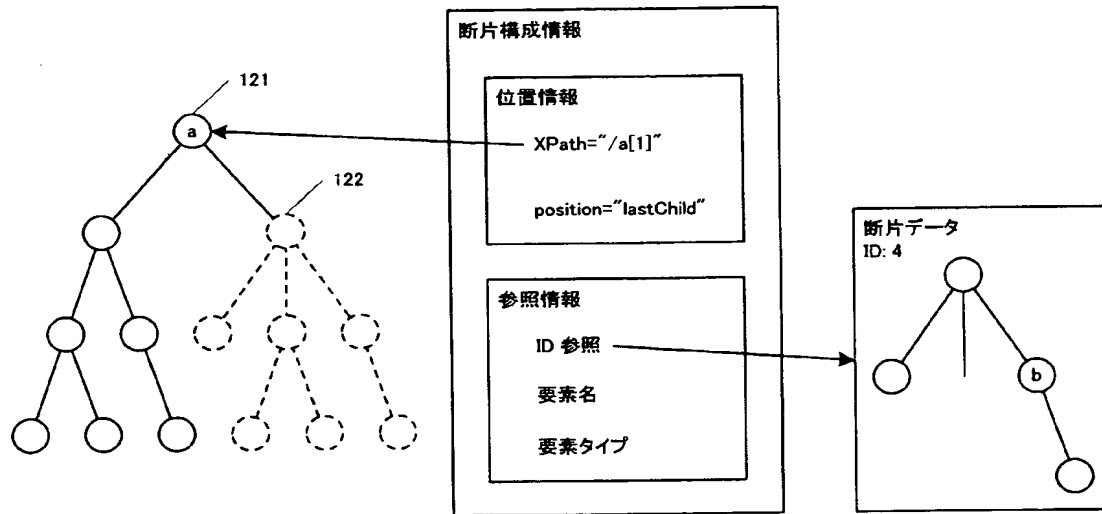 121
a
122
断片構成情報
位置情報
XPath="/a[1]"
position="lastChild"
参照情報
ID 参照
要素名
要素タイプ
断片データ
ID: 4
b